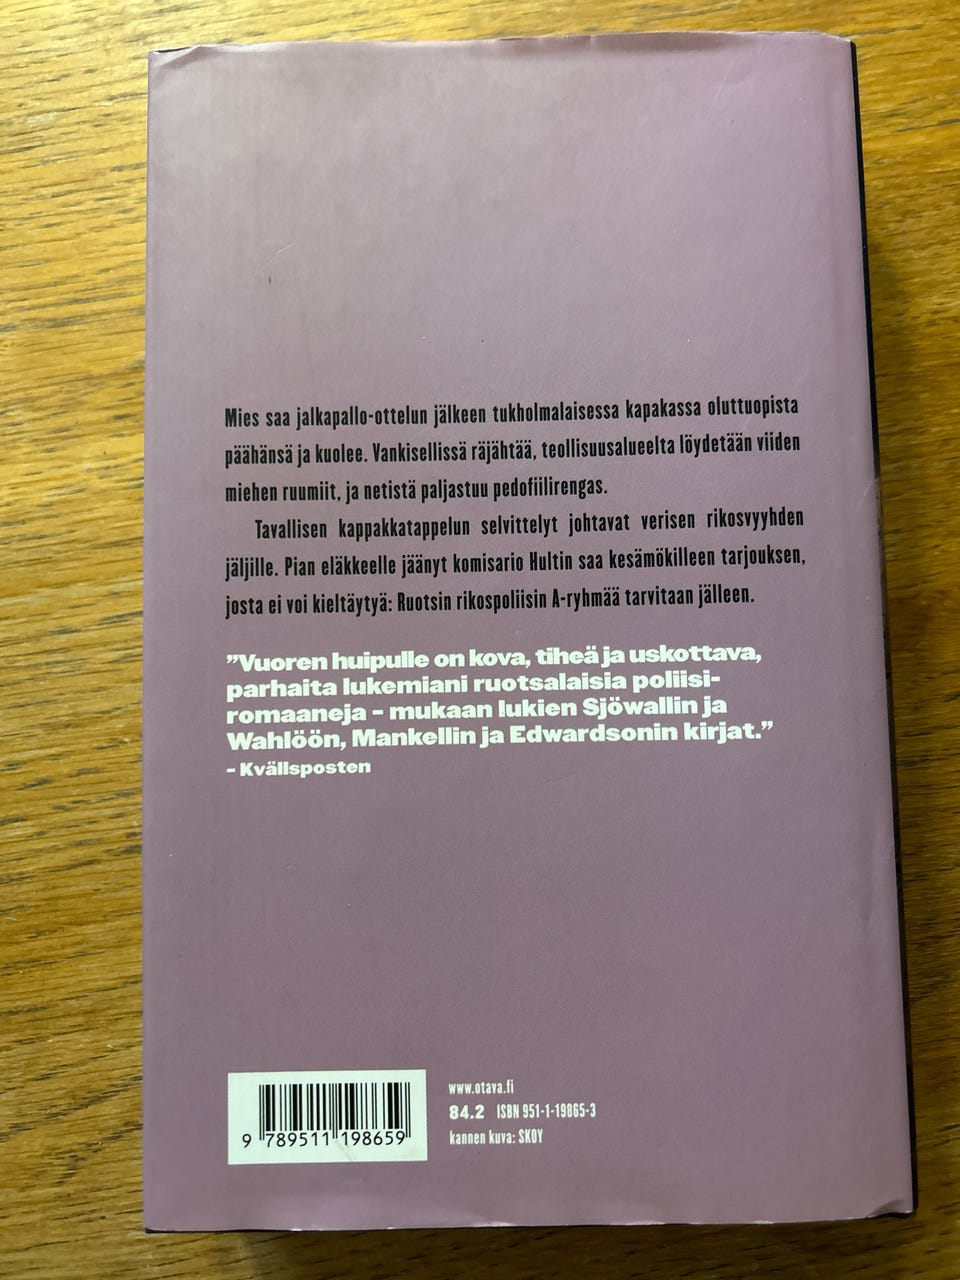 Mies saa jalkapallo-ottelun jälkeen tukholmalaisessa kapakassa oluttuopista
päähänsä ja kuolee. Vankisellissä räjähtää, teollisuusalueelta löydetään viiden
miehen ruumiit, ja netistä paljastuu pedofiilirengas.
Tavallisen kappakkatappelun selvittelyt johtavat verisen rikosvyyhden
jäljille. Pian eläkkeelle jäänyt komisario Hultin saa kesämökilleen tarjouksen,
josta ei voi kieltäytyä: Ruotsin rikospoliisin A-ryhmää tarvitaan jälleen.
”Vuoren huipulle on kova, tiheä ja uskottava,
parhaita lukemiani ruotsalaisia poliisi-
romaaneja – mukaan lukien Sjöwallin ja
Wahlöön, Mankellin ja Edwardsonin kirjat.”
– Kvällsposten
www.otava.fi
84.2 ISBN 951-1-19865-3
kannen kuva: SKOY
9 789511 198659